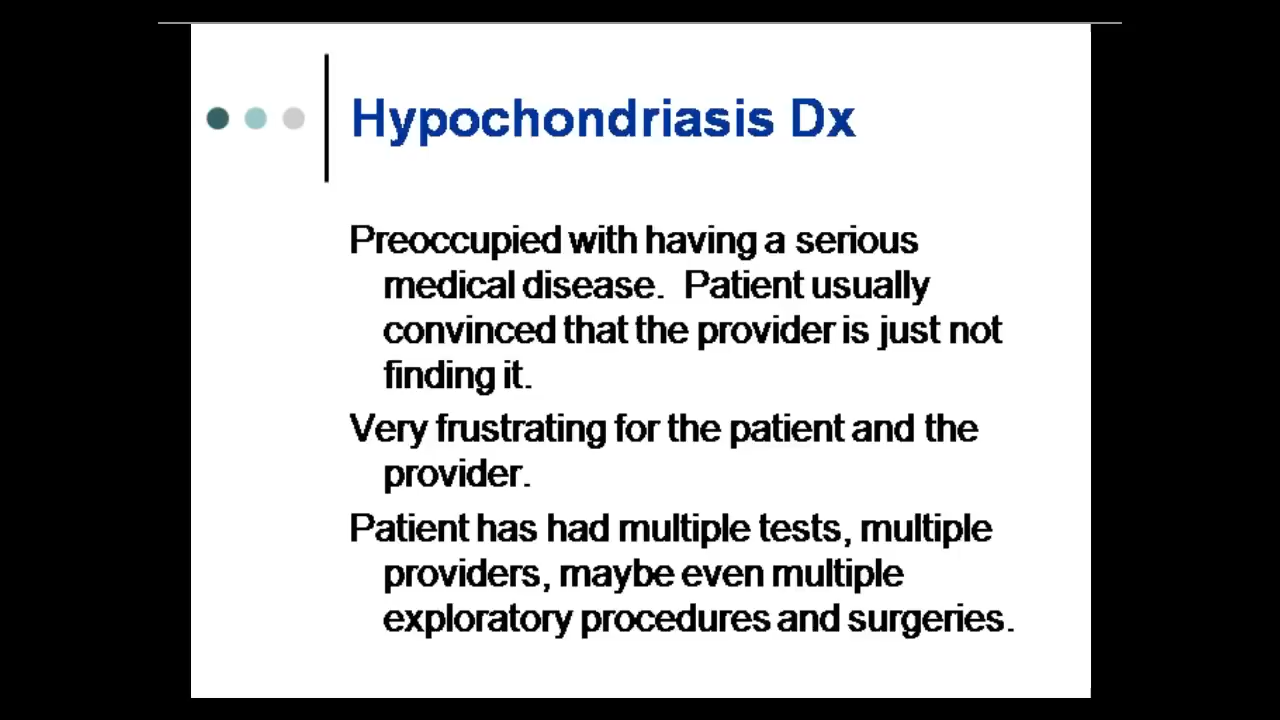 Hypochondriasis Dx
Preoccupied with having a serious
medical disease.  Patient usually
convinced that the provider is just not
finding it.
Very frustrating for the patient and the
provider.
Patient has had multiple tests, multiple
providers, maybe even multiple
exploratory procedures and surgeries.